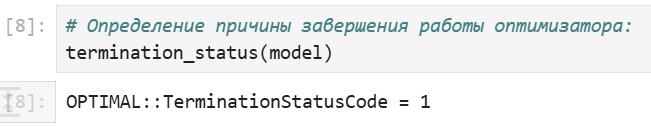 [8]: # Определение причины завершения работы оптимизатора:
termination_status(model)
[8]: OPTIMAL::TerminationStatusCode = 1